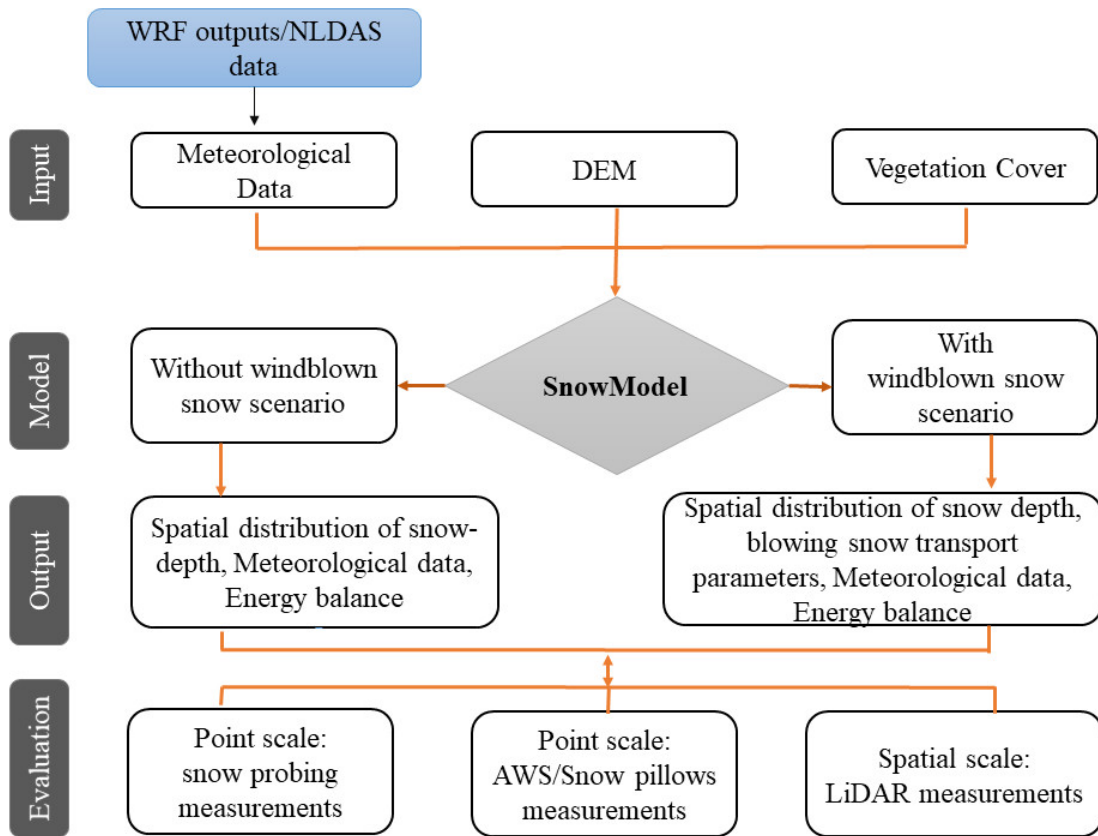 WRF outputs/NLDAS
data
Input
Meteorological
Data
DEM
Vegetation Cover
Model
Without windblown
snow scenario
SnowModel
With
windblown snow
scenario
Output
Spatial distribution of snow-
depth, Meteorological data,
Energy balance
Spatial distribution of snow depth,
blowing snow transport
parameters, Meteorological data,
Energy balance
Evaluation
Point scale:
snow probing
measurements
Point scale:
AWS/Snow pillows
measurements
Spatial scale:
LiDAR measurements